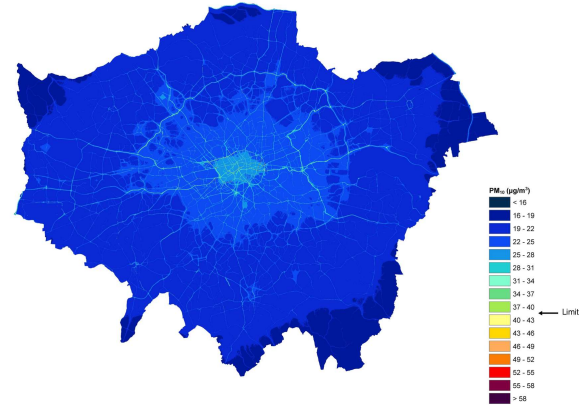 PM₁₀ (µg/m³)
< 16
16 - 19
19 - 22
22 - 25
25 - 28
28 - 31
31 - 34
34 - 37
37 - 40
40 - 43
43 - 46
46 - 49
49 - 52
52 - 55
55 - 58
> 58
Limit